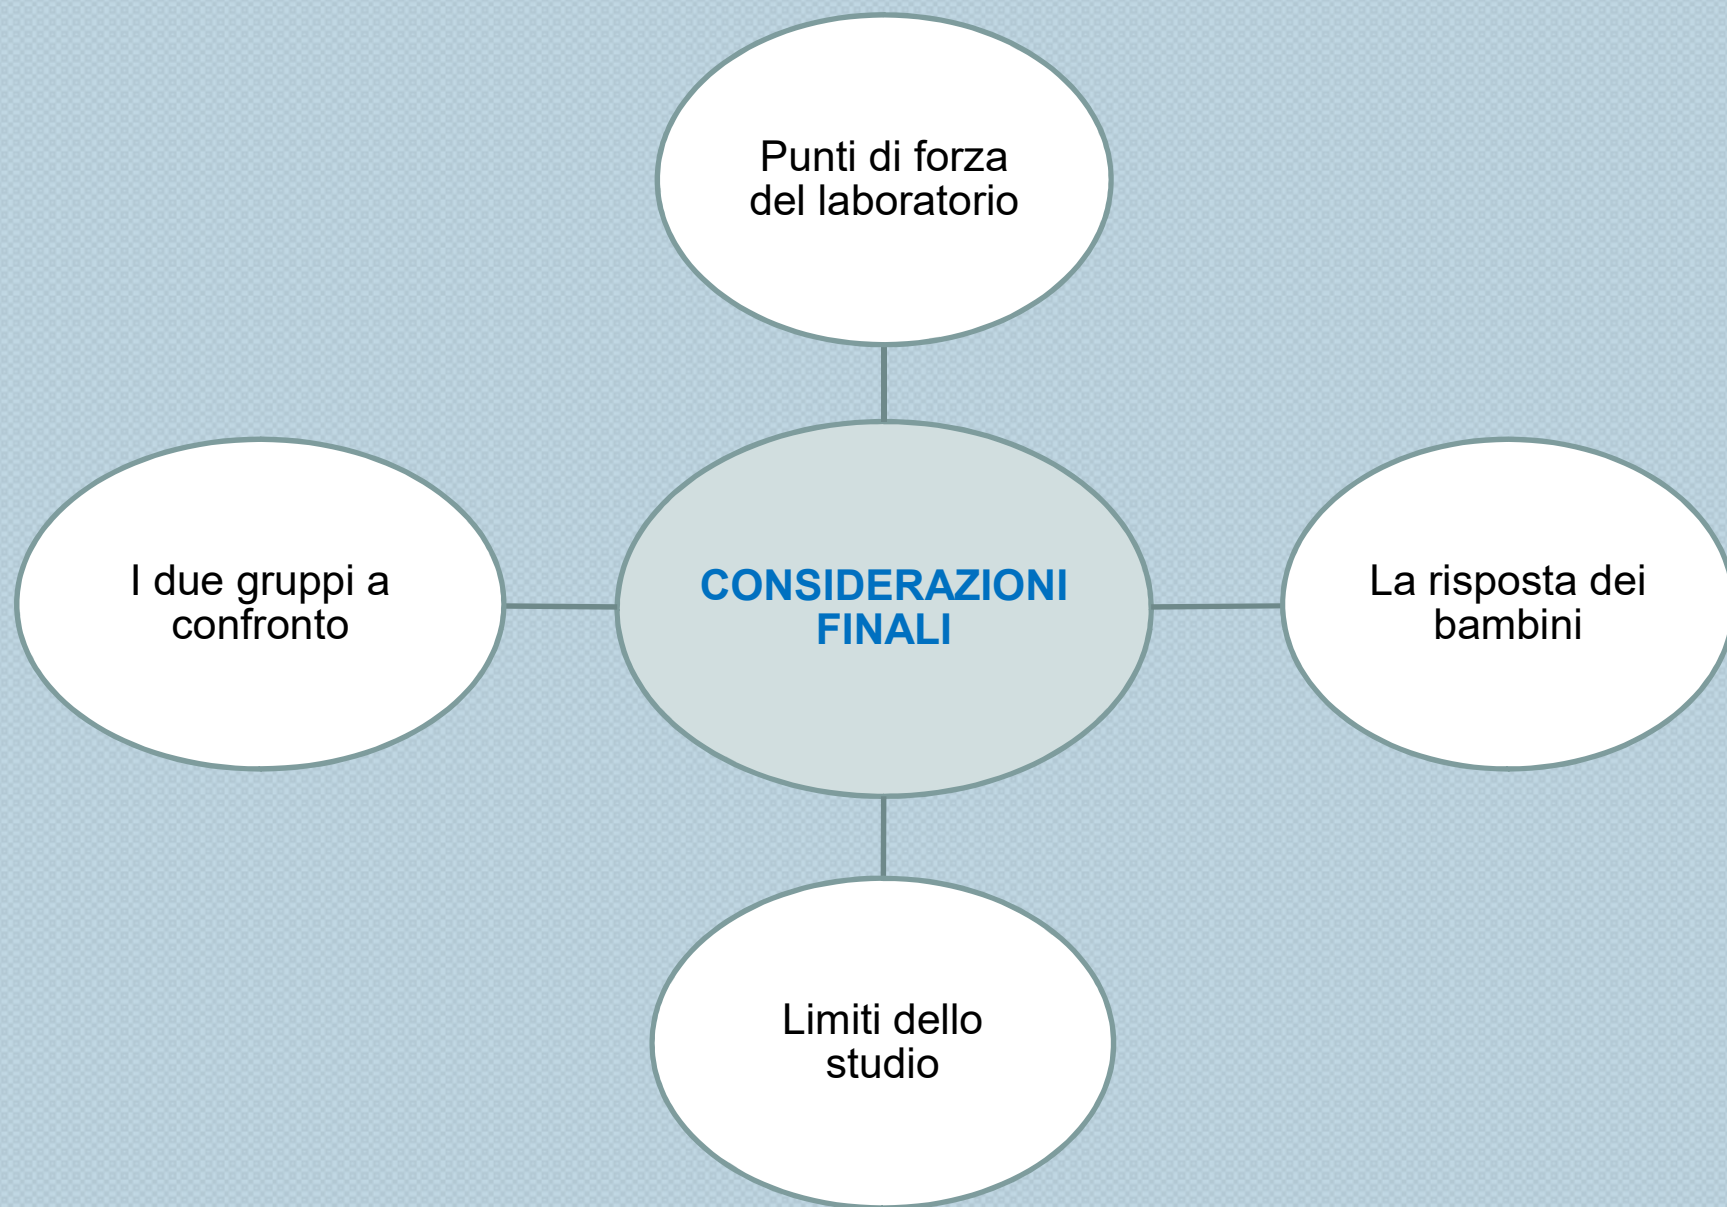 Punti di forza
del laboratorio
I due gruppi a
confronto
CONSIDERAZIONI
FINALI
La risposta dei
bambini
Limiti dello
studio